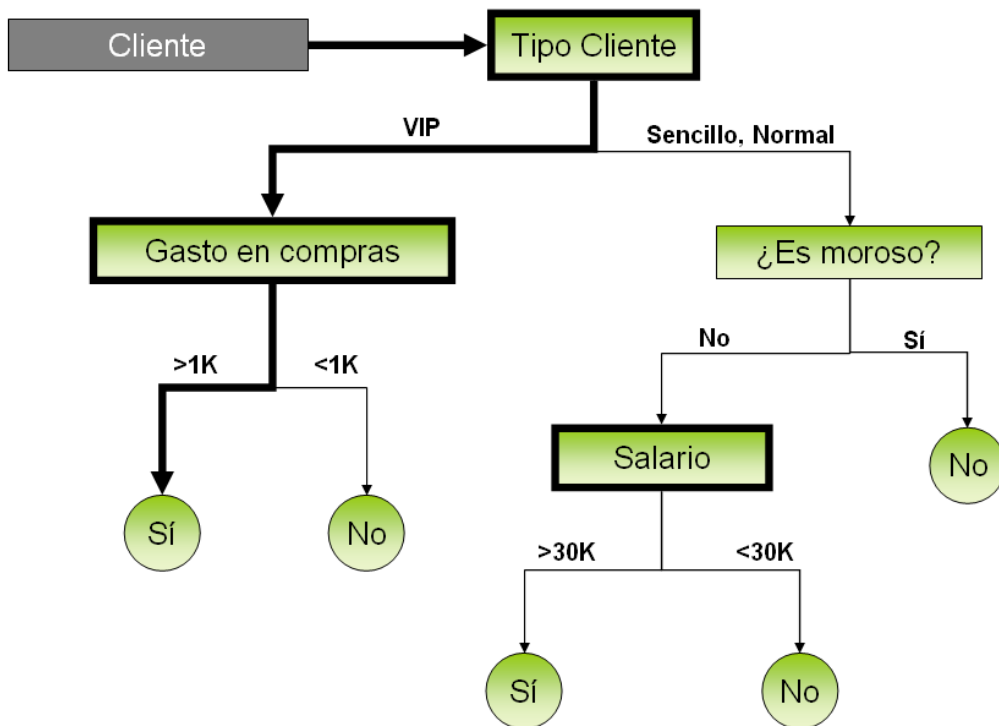 Cliente
Tipo Cliente
VIP
Sencillo, Normal
Gasto en compras
¿Es moroso?
>1K
<1K
No
Sí
Salario
No
Sí
No
>30K
<30K
Sí
No